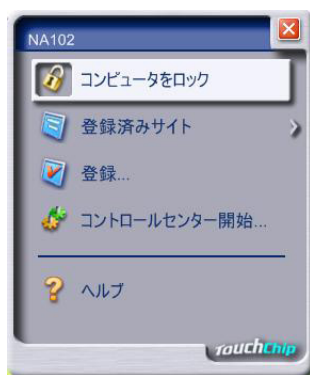 NA102
コンピュータをロック
登録済みサイト
登録...
コントロールセンター開始...
ヘルプ
TouchChip